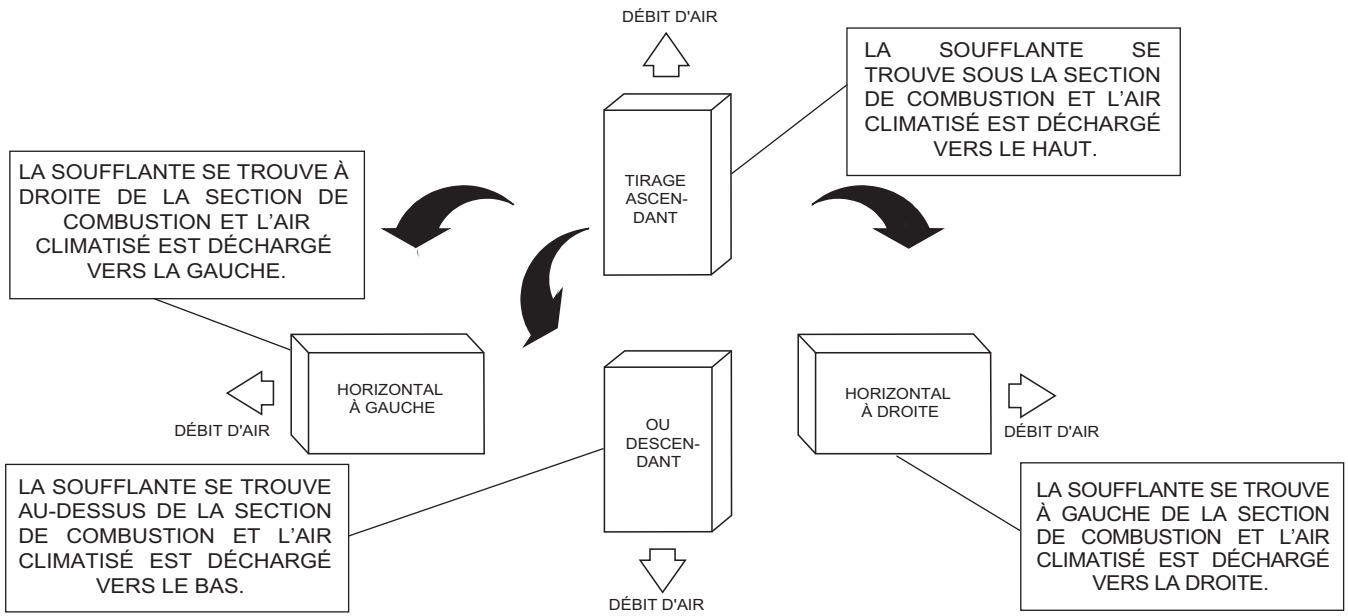 DÉBIT D'AIR
LA SOUFFLANTE SE
TROUVE SOUS LA SECTION
DE COMBUSTION ET L'AIR
CLIMATISÉ EST DÉCHARGÉ
VERS LE HAUT.
LA SOUFFLANTE SE TROUVE À
DROITE DE LA SECTION DE
COMBUSTION ET L'AIR
CLIMATISÉ EST DÉCHARGÉ
VERS LA GAUCHE.
TIRAGE
ASCEN-
DANT
HORIZONTAL
À GAUCHE
DÉBIT D'AIR
OU
DESCEN-
DANT
HORIZONTAL
À DROITE
DÉBIT D'AIR
LA SOUFFLANTE SE TROUVE
AU-DESSUS DE LA SECTION
DE COMBUSTION ET L'AIR
CLIMATISÉ EST DÉCHARGÉ
VERS LE BAS.
LA SOUFFLANTE SE TROUVE
À GAUCHE DE LA SECTION
DE COMBUSTION ET L'AIR
CLIMATISÉ EST DÉCHARGÉ
VERS LA DROITE.
DÉBIT D'AIR